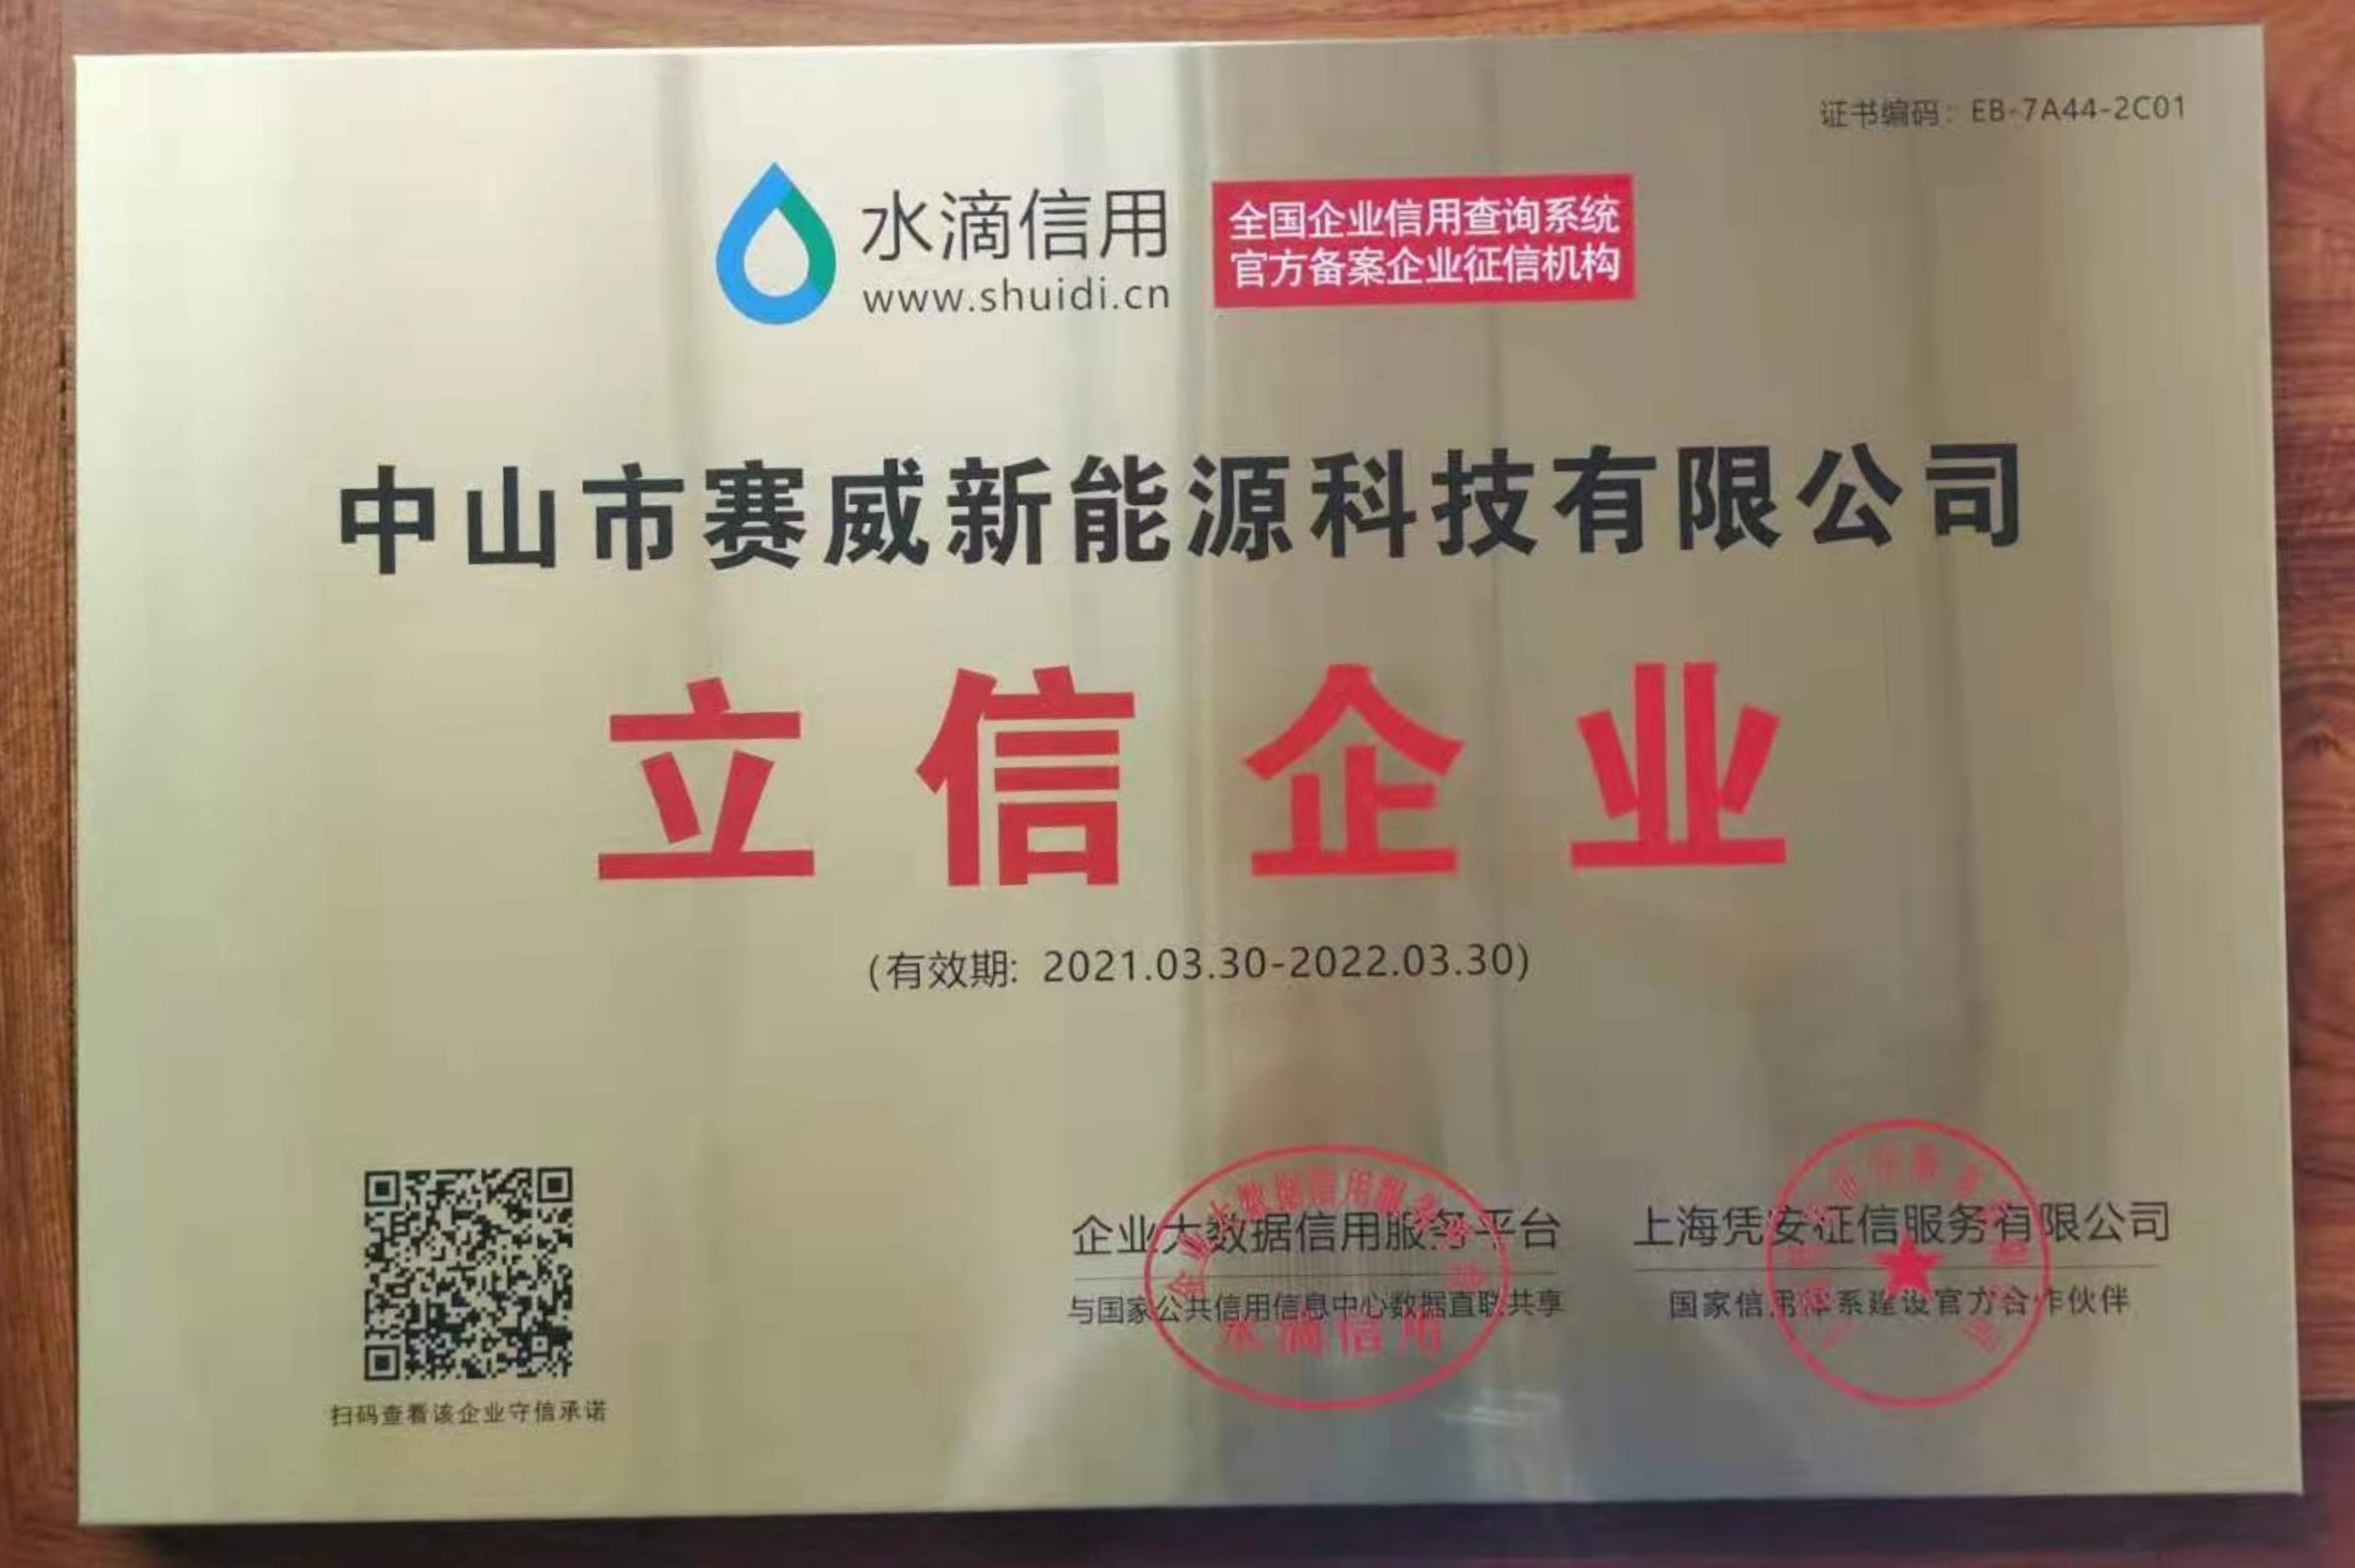 证书编码：EB-7A44-2C01
水滴信用
www.shuidi.cn
全国企业信用查询系统
官方备案企业征信机构
中山市赛威新能源科技有限公司
立信企业
(有效期: 2021.03.30-2022.03.30)
企业大数据信用服务平台
与国家公共信用信息中心数据直联共享
水滴信用
上海凭安征信服务有限公司
国家信用体系建设官方合作伙伴
扫码查看该企业守信承诺